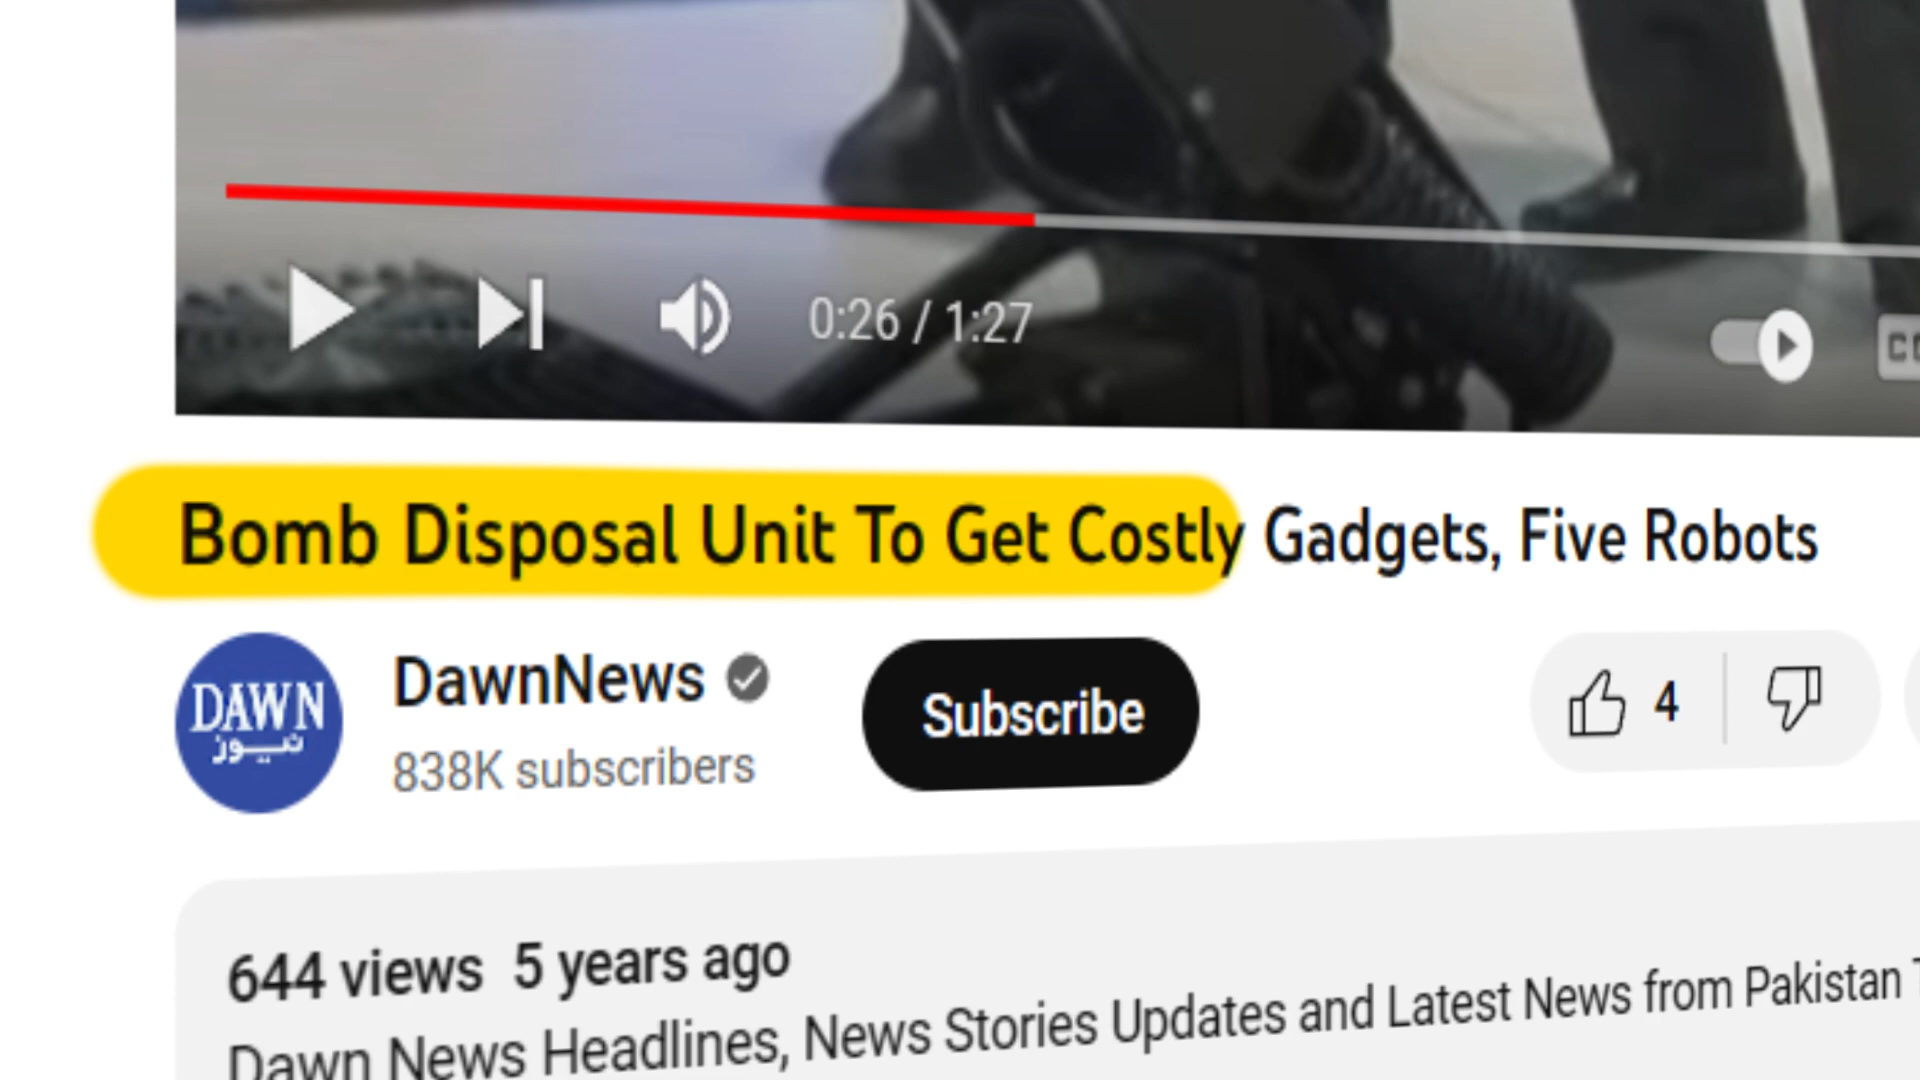 0:26 / 1:27
Bomb Disposal Unit To Get Costly Gadgets, Five Robots
DAWN
نیوز
DawnNews
838K subscribers
Subscribe
4
644 views 5 years ago
Dawn News Headlines, News Stories Updates and Latest News from Pakistan